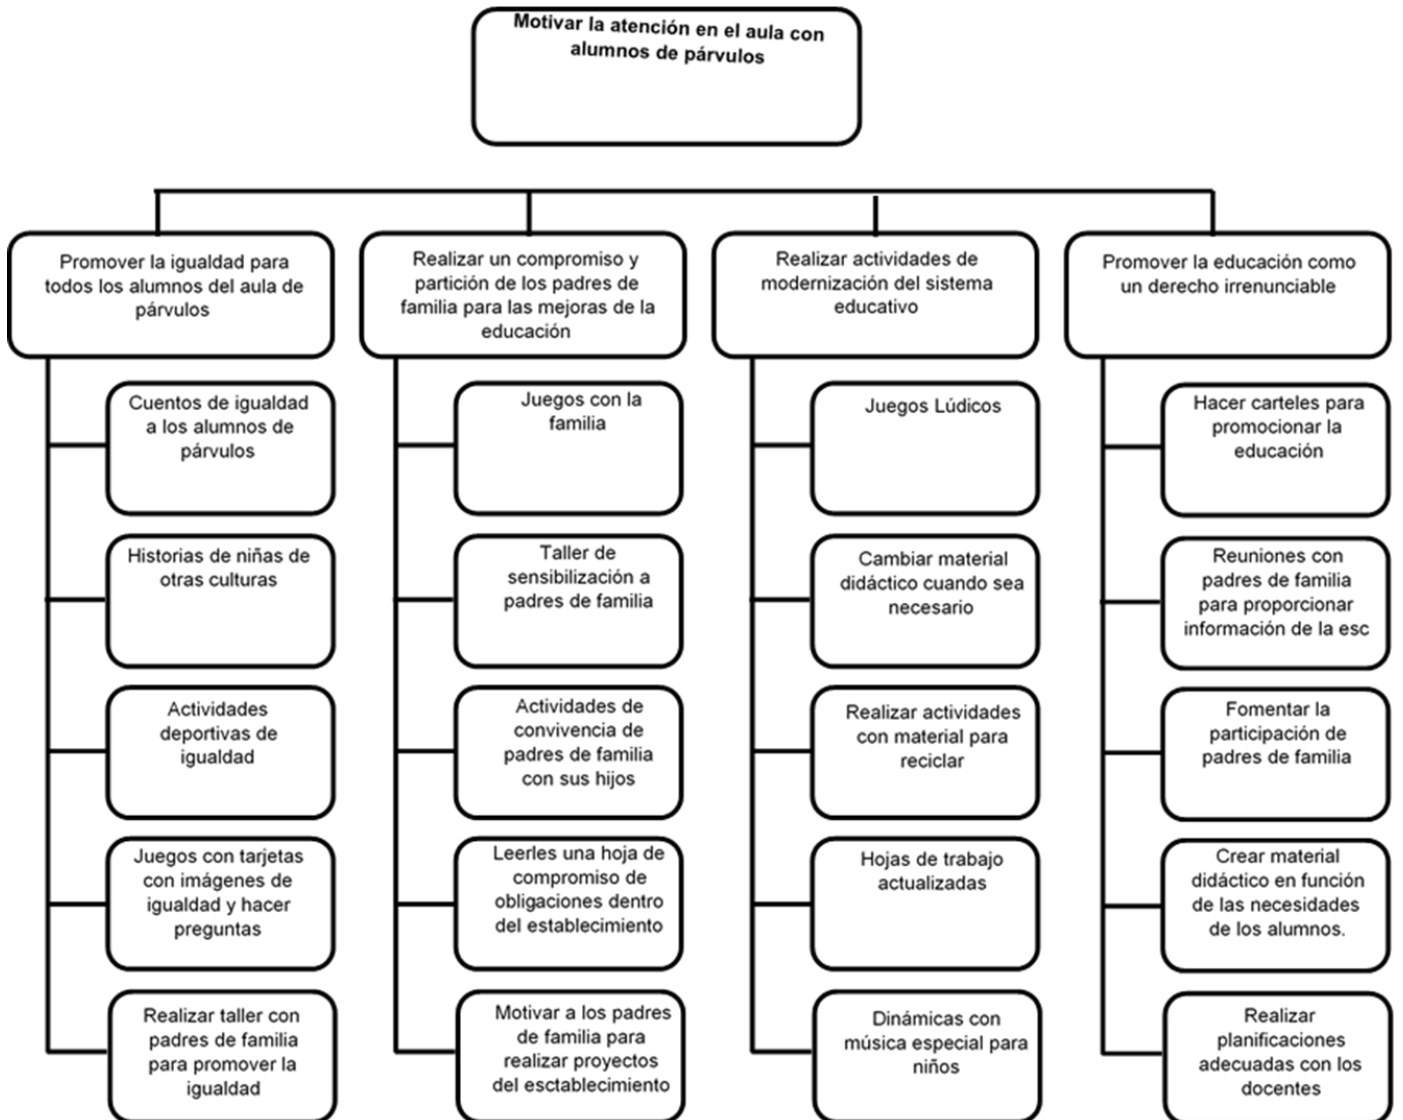 Motivar la atención en el aula con
alumnos de párvulos
Promover la igualdad para
todos los alumnos del aula de
párvulos
Cuentos de igualdad
a los alumnos de
párvulos
Historias de niñas de
otras culturas
Actividades
deportivas de
igualdad
Juegos con tarjetas
con imágenes de
igualdad y hacer
preguntas
Realizar taller con
padres de familia
para promover la
igualdad
Realizar un compromiso y
partición de los padres de
familia para las mejoras de la
educación
Juegos con la
familia
Taller de
sensibilización a
padres de familia
Actividades de
convivencia de
padres de familia
con sus hijos
Leerles una hoja de
compromiso de
obligaciones dentro
del establecimiento
Motivar a los padres
de familia para
realizar proyectos
del esctablecimiento
Realizar actividades de
modernización del sistema
educativo
Juegos Lúdicos
Cambiar material
didáctico cuando sea
necesario
Realizar actividades
con material para
reciclar
Hojas de trabajo
actualizadas
Dinámicas con
música especial para
niños
Promover la educación como
un derecho irrenunciable
Hacer carteles para
promocionar la
educación
Reuniones con
padres de familia
para proporcionar
información de la esc
Fomentar la
participación de
padres de familia
Crear material
didáctico en función
de las necesidades
de los alumnos.
Realizar
planificaciones
adecuadas con los
docentes